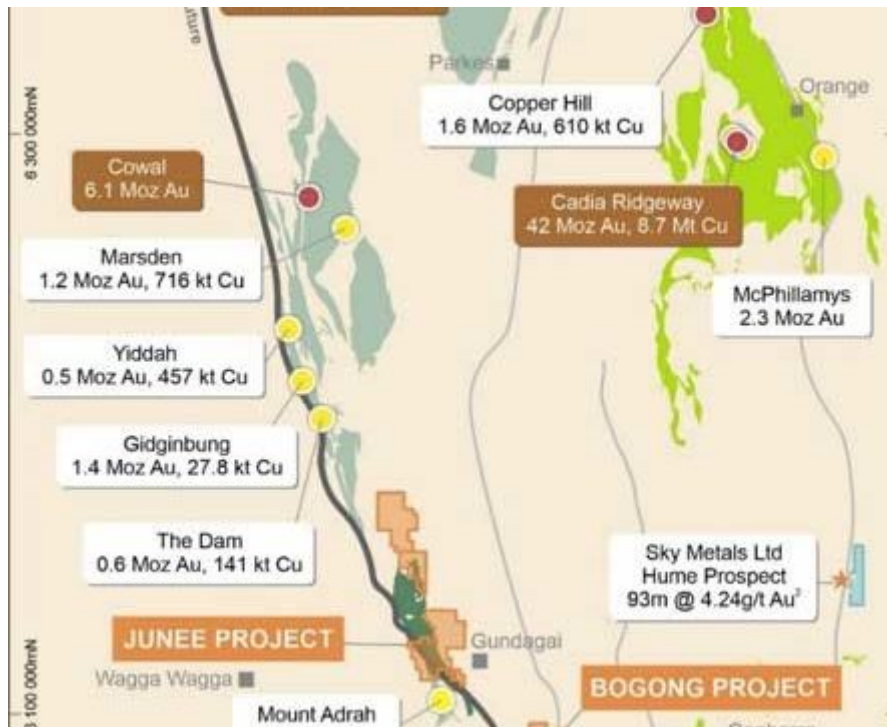 ture
Parkes
Copper Hill
1.6 Moz Au, 610 kt Cu
Orange
6 300 000mN
Cowal
6.1 Moz Au
Cadia Ridgeway
42 Moz Au, 8.7 Mt Cu
Marsden
1.2 Moz Au, 716 kt Cu
McPhillamys
2.3 Moz Au
Yiddah
0.5 Moz Au, 457 kt Cu
Gidginbung
1.4 Moz Au, 27.8 kt Cu
The Dam
0.6 Moz Au, 141 kt Cu
Sky Metals Ltd
Hume Prospect
93m @ 4.24g/t Au²
JUNEE PROJECT
Gundagai
Wagga Wagga
BOGONG PROJECT
100 000mN
Mount Adrah